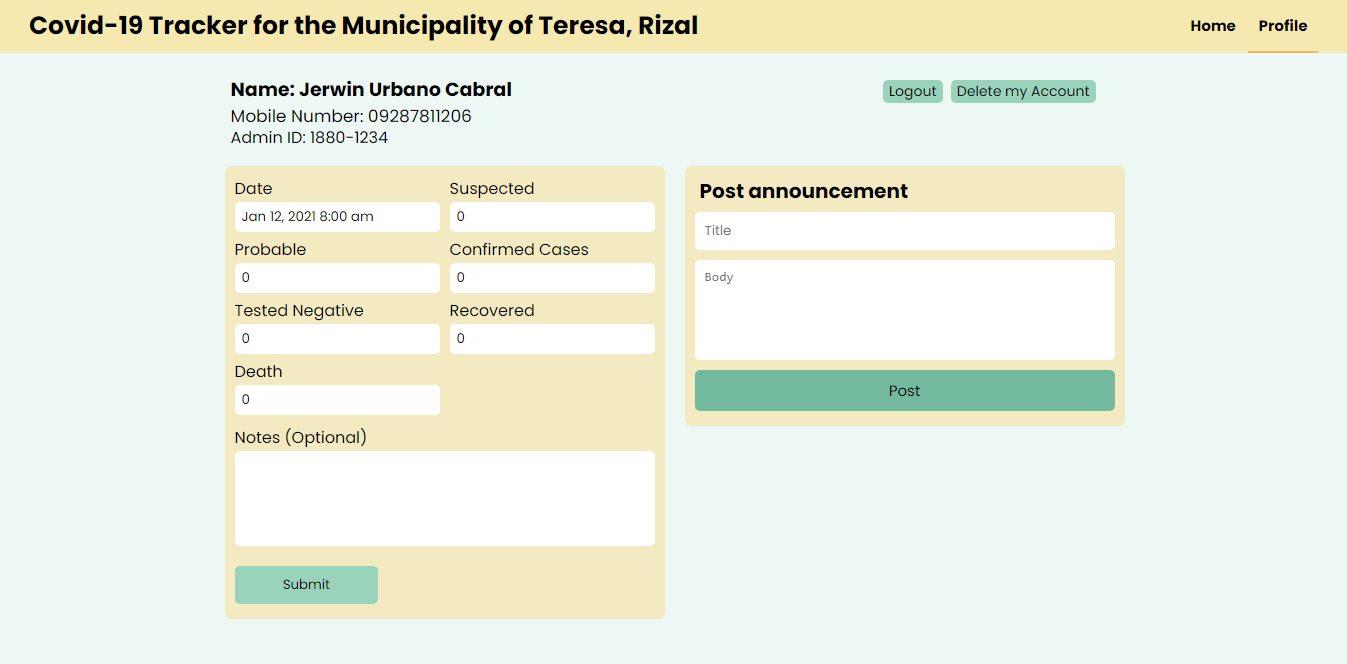 Covid-19 Tracker for the Municipality of Teresa, Rizal
Home Profile
Name: Jerwin Urbano Cabral
Mobile Number: 09287811206
Admin ID: 1880-1234
Logout Delete my Account
Date Suspected
Jan 12, 2021 8:00 am 0
Probable Confirmed Cases
0 0
Tested Negative Recovered
0 0
Death
0
Notes (Optional)
Submit
Post announcement
Title
Body
Post